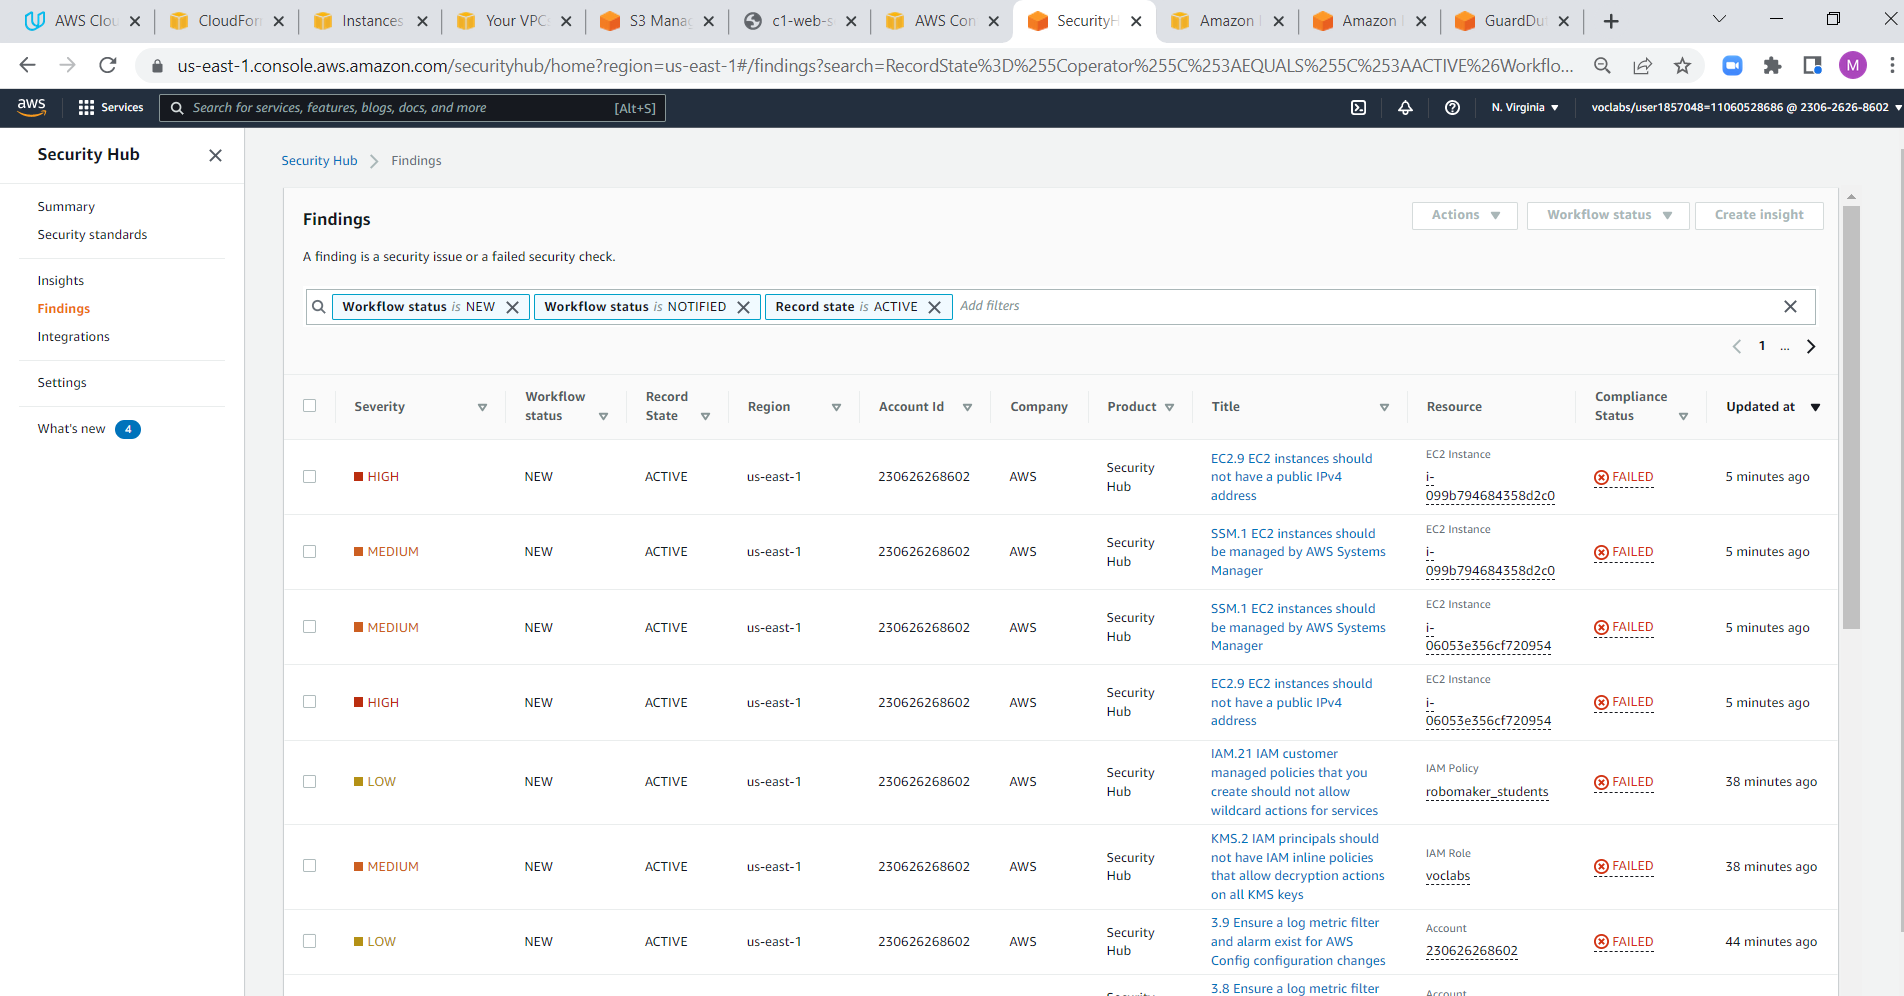 AWS Clou
CloudFor
Instances
Your VPC
S3 Mana
c1-web-s
AWS Con
SecurityH
Amazon
Amazon
GuardDut
us-east-1.console.aws.amazon.com/securityhub/home?region=us-east-1#/findings?search=RecordState%3D%255Coperator%255C%253AEQUALS%255C%253AACTIVE%26Workflo...
M
aws
Services
Search for services, features, blogs, docs, and more
[Alt+S]
N. Virginia
voclabs/user1857048=11060528686 @ 2306-2626-8602
Security Hub
Summary
Security standards
Insights
Findings
Integrations
Settings
What's new 4
Security Hub
Findings
Findings
Actions
Workflow status
Create insight
A finding is a security issue or a failed security check.
Workflow status is NEW
Workflow status is NOTIFIED
Record state is ACTIVE
Add filters
1 ...
Severity
Workflow
status
Record
State
Region
Account Id
Company
Product
Title
Resource
Compliance
Status
Updated at
HIGH
NEW
ACTIVE
us-east-1
230626268602
AWS
Security
Hub
EC2.9 EC2 instances should
not have a public IPv4
address
EC2 Instance
i-
099b794684358d2c0
FAILED
5 minutes ago
MEDIUM
NEW
ACTIVE
us-east-1
230626268602
AWS
Security
Hub
SSM.1 EC2 instances should
be managed by AWS Systems
Manager
EC2 Instance
i-
099b794684358d2c0
FAILED
5 minutes ago
MEDIUM
NEW
ACTIVE
us-east-1
230626268602
AWS
Security
Hub
SSM.1 EC2 instances should
be managed by AWS Systems
Manager
EC2 Instance
i-
06053e356cf720954
FAILED
5 minutes ago
HIGH
NEW
ACTIVE
us-east-1
230626268602
AWS
Security
Hub
EC2.9 EC2 instances should
not have a public IPv4
address
EC2 Instance
i-
06053e356cf720954
FAILED
5 minutes ago
LOW
NEW
ACTIVE
us-east-1
230626268602
AWS
Security
Hub
IAM.21 IAM customer
managed policies that you
create should not allow
wildcard actions for services
IAM Policy
robomaker_students
FAILED
38 minutes ago
MEDIUM
NEW
ACTIVE
us-east-1
230626268602
AWS
Security
Hub
KMS.2 IAM principals should
not have IAM inline policies
that allow decryption actions
on all KMS keys
IAM Role
voclabs
FAILED
38 minutes ago
LOW
NEW
ACTIVE
us-east-1
230626268602
AWS
Security
Hub
3.9 Ensure a log metric filter
and alarm exist for AWS
Config configuration changes
Account
230626268602
FAILED
44 minutes ago
Security
3.8 Ensure a log metric filter
Account